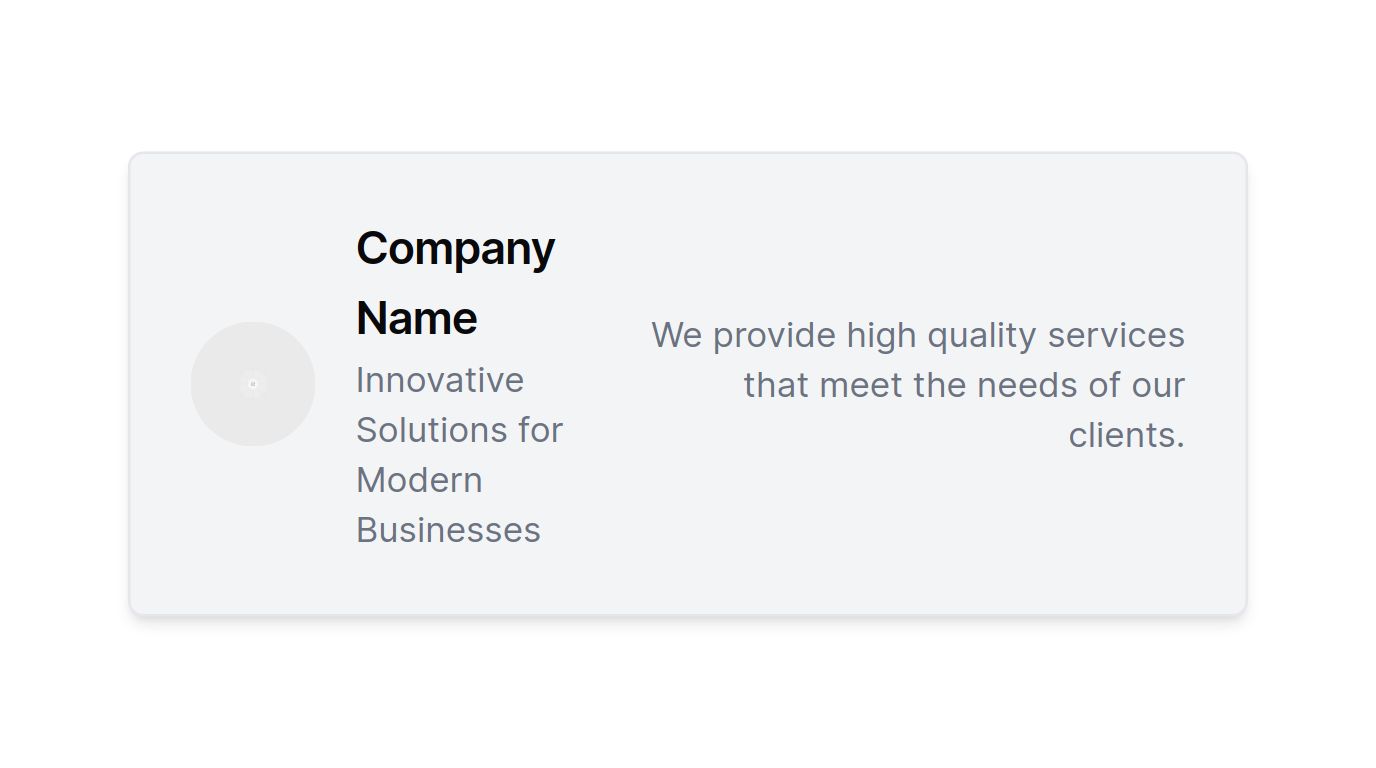 Company
Name
Innovative
Solutions for
Modern
Businesses
We provide high quality services
that meet the needs of our
clients.